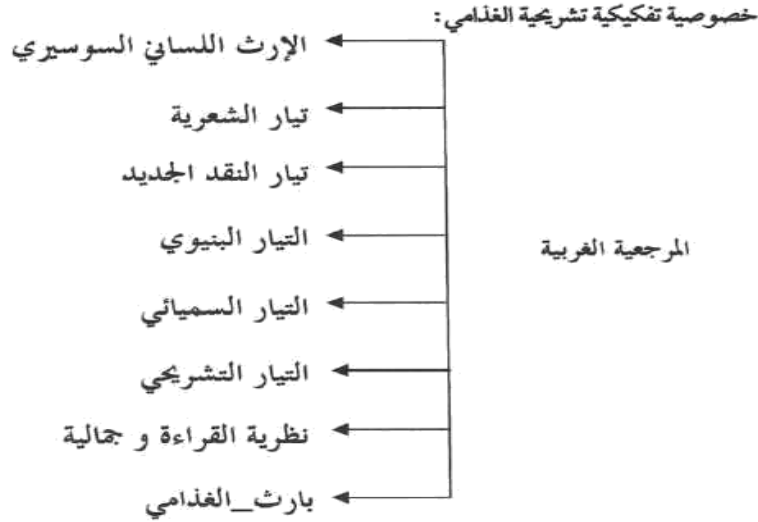 خصوصية تفكيكية تشريحية الغذامي:
الإرث اللساني السوسيري
تيار الشعرية
تيار النقد الجديد
التيار البنيوي
المرجعية الغربية
التيار السميائي
التيار التشريحي
نظرية القراءة و جمالية
بارث_الغذامي